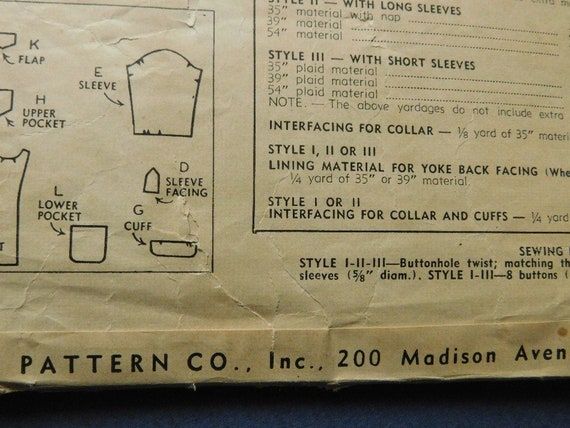 K
FLAP
E
SLEEVE
H
UPPER
POCKET
D
SLEEVE
FACING
L
LOWER
POCKET
G
CUFF
STYLE II — WITH LONG SLEEVES
35" material with nap
39" material
54" material
STYLE III — WITH SHORT SLEEVES
35" plaid material
39" plaid material
54" plaid material
NOTE. — The above yardages do not include extra
INTERFACING FOR COLLAR — 1/8 yard of 35" materi
STYLE I, II OR III
LINING MATERIAL FOR YOKE BACK FACING (Whe
1/4 yard of 35" or 39" material
STYLE I OR II
INTERFACING FOR COLLAR AND CUFFS — 1/4 yard
SEWING
STYLE I-II-III—Buttonhole twist; matching th
sleeves (5/8" diam.). STYLE I-III—8 buttons (
PATTERN CO., Inc., 200 Madison Aven